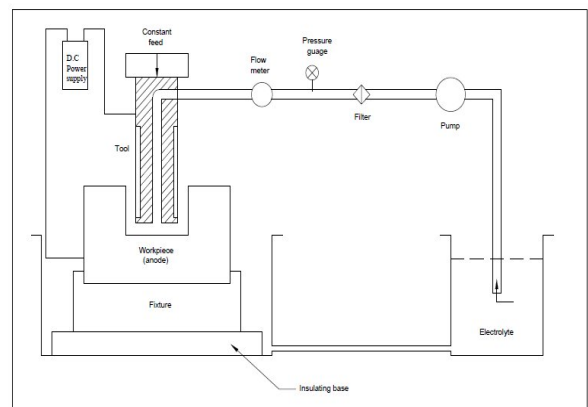 Constant
feed
D.C
Power
supply
Pressure
guage
Flow
meter
Filter
Pump
Tool
Workpiece
(anode)
Fixture
Electrolyte
Insulating base